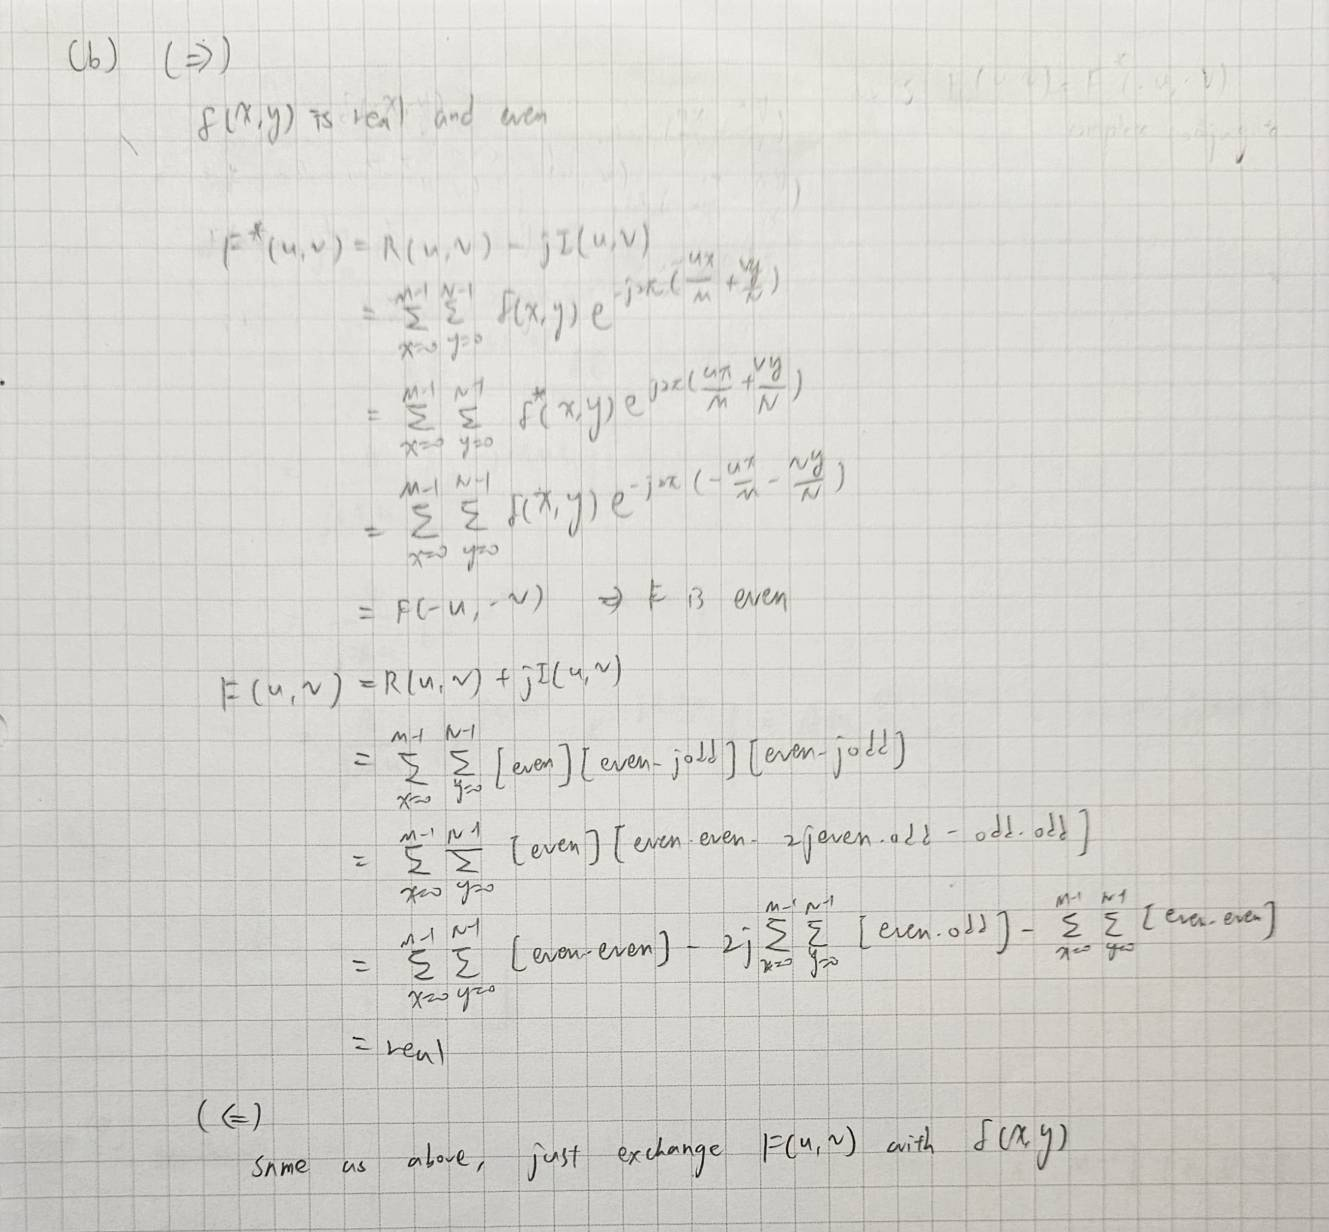 (b) (⇒)
f(x,y) is real and even
F*(u,v) = R(u,v) - jI(u,v)
= Σ_{x=0}^{M-1} Σ_{y=0}^{N-1} f(x,y) e^{-j2π(ux/M + vy/N)}
= Σ_{x=0}^{M-1} Σ_{y=0}^{N-1} f*(x,y) e^{j2π(ux/M + vy/N)}
= Σ_{x=0}^{M-1} Σ_{y=0}^{N-1} f(x,y) e^{-j2π(-ux/M - vy/N)}
= F(-u,-v) ⇒ F is even
F(u,v) = R(u,v) + jI(u,v)
= Σ_{x=0}^{M-1} Σ_{y=0}^{N-1} [even][even-jodd][even-jodd]
= Σ_{x=0}^{M-1} Σ_{y=0}^{N-1} [even][even·even - 2jeven·odd - odd·odd]
= Σ_{x=0}^{M-1} Σ_{y=0}^{N-1} [even·even] - 2j Σ_{x=0}^{M-1} Σ_{y=0}^{N-1} [even·odd] - Σ_{x=0}^{M-1} Σ_{y=0}^{N-1} [even·even]
= real
(⇐)
same as above, just exchange F(u,v) with f(x,y)